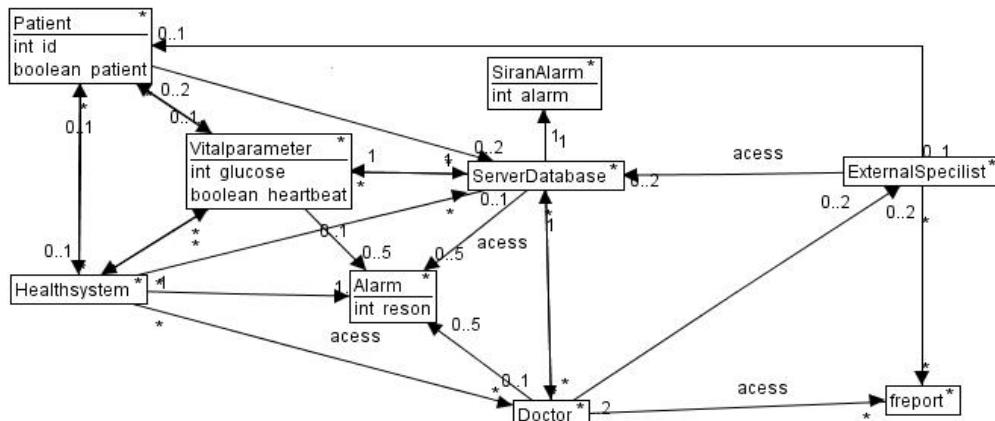 Patient *
int id
boolean patient
0..1
SiranAlarm *
int alarm
0..2
*
0..1
0..1
Vitalparameter *
int glucose
boolean heartbeat
1
1
*
0..2
1
1
ServerDatabase *
0..2
acess
0..1
ExternalSpecilist *
0..1
*
0..1
*
*
*
1
0..2
0..2
*
0..1
*
0..5
acess
0..5
Healthsystem *
*
1
1
Alarm *
int reson
*
acess
0..5
0..1
*
*
*
Doctor *
2
acess
*
*
freport *